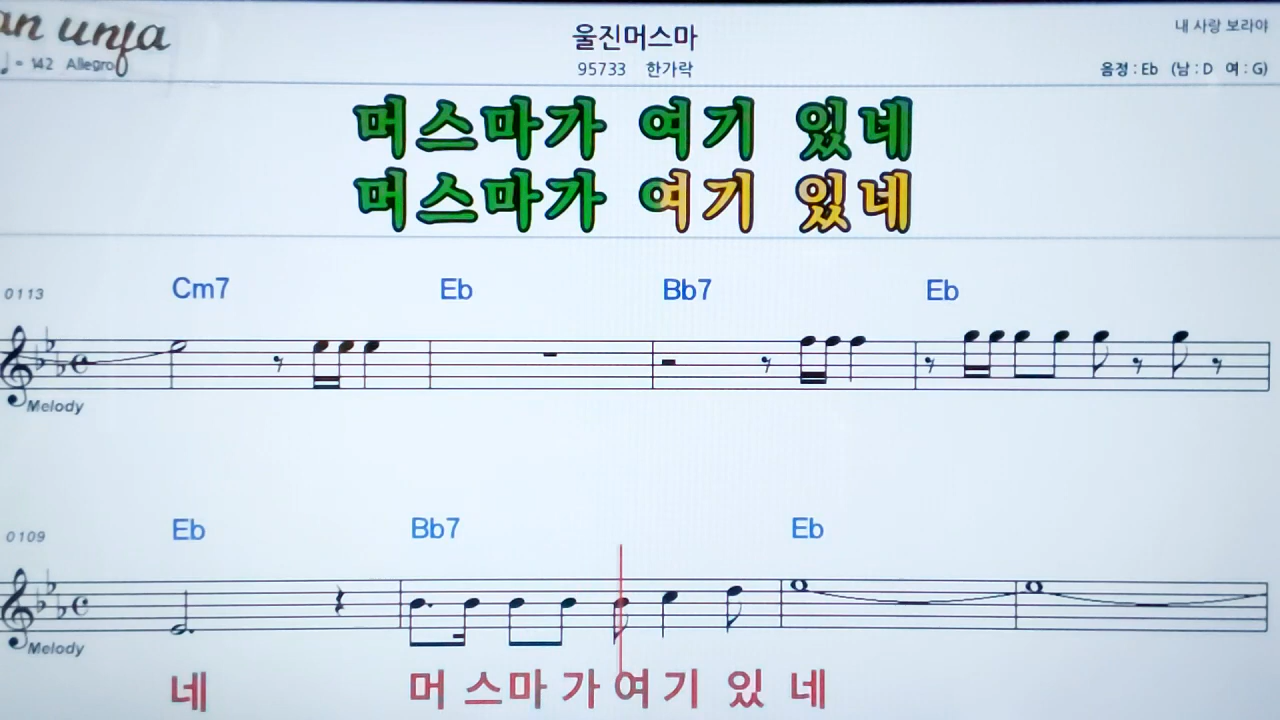 울진머스마
내 사랑 보라야
♩ = 142 Allegro
95733 한가락
음정 : Eb (남 : D 여 : G)
머스마가 여기 있네
머스마가 여기 있네
0113 Cm7 Eb Bb7 Eb
Melody
0109 Eb Bb7 Eb
Melody
네 머 스 마 가 여 기 있 네